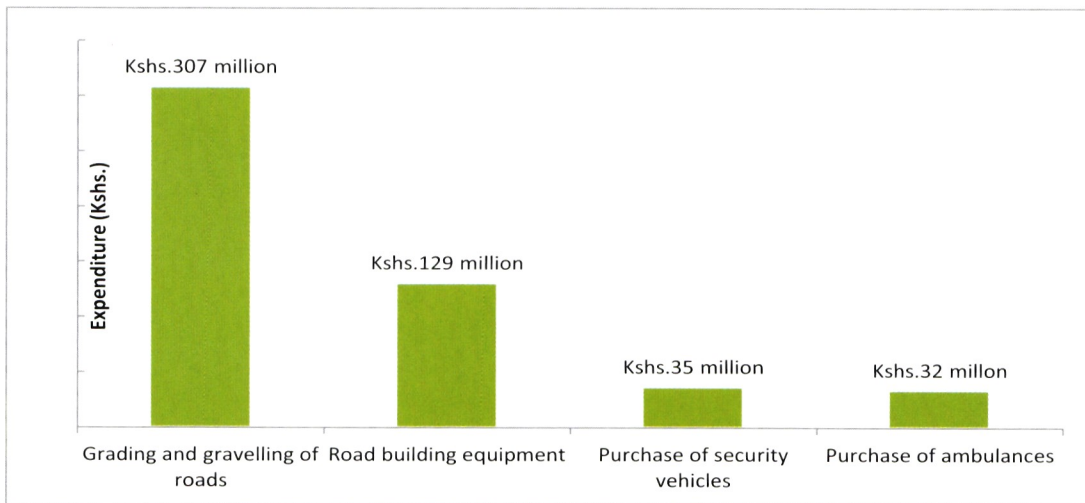 Expenditure (Kshs.)
Kshs.307 million
Kshs.129 million
Kshs.35 million
Kshs.32 millon
Grading and gravelling of
roads
Road building equipment
Purchase of security
vehicles
Purchase of ambulances